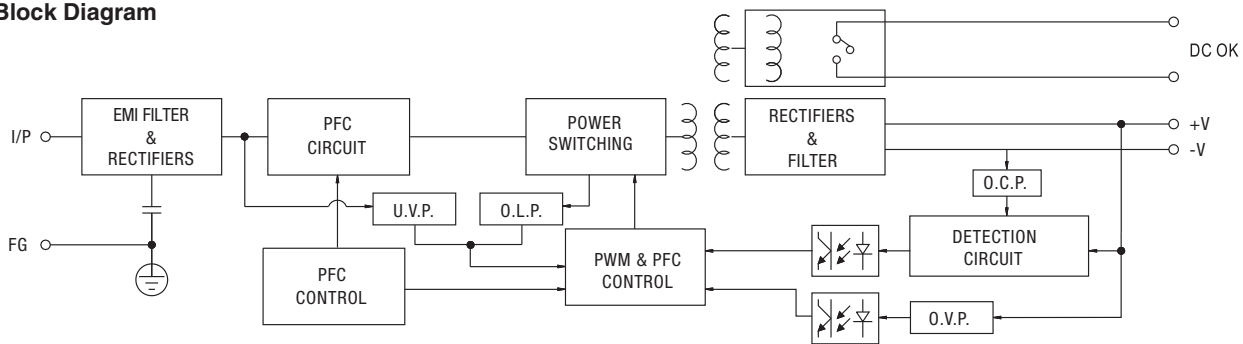 Block Diagram
DC OK
I/P
EMI FILTER
&
RECTIFIERS
PFC
CIRCUIT
POWER
SWITCHING
RECTIFIERS
&
FILTER
+V
-V
O.C.P.
U.V.P.
O.L.P.
FG
PFC
CONTROL
PWM & PFC
CONTROL
DETECTION
CIRCUIT
O.V.P.